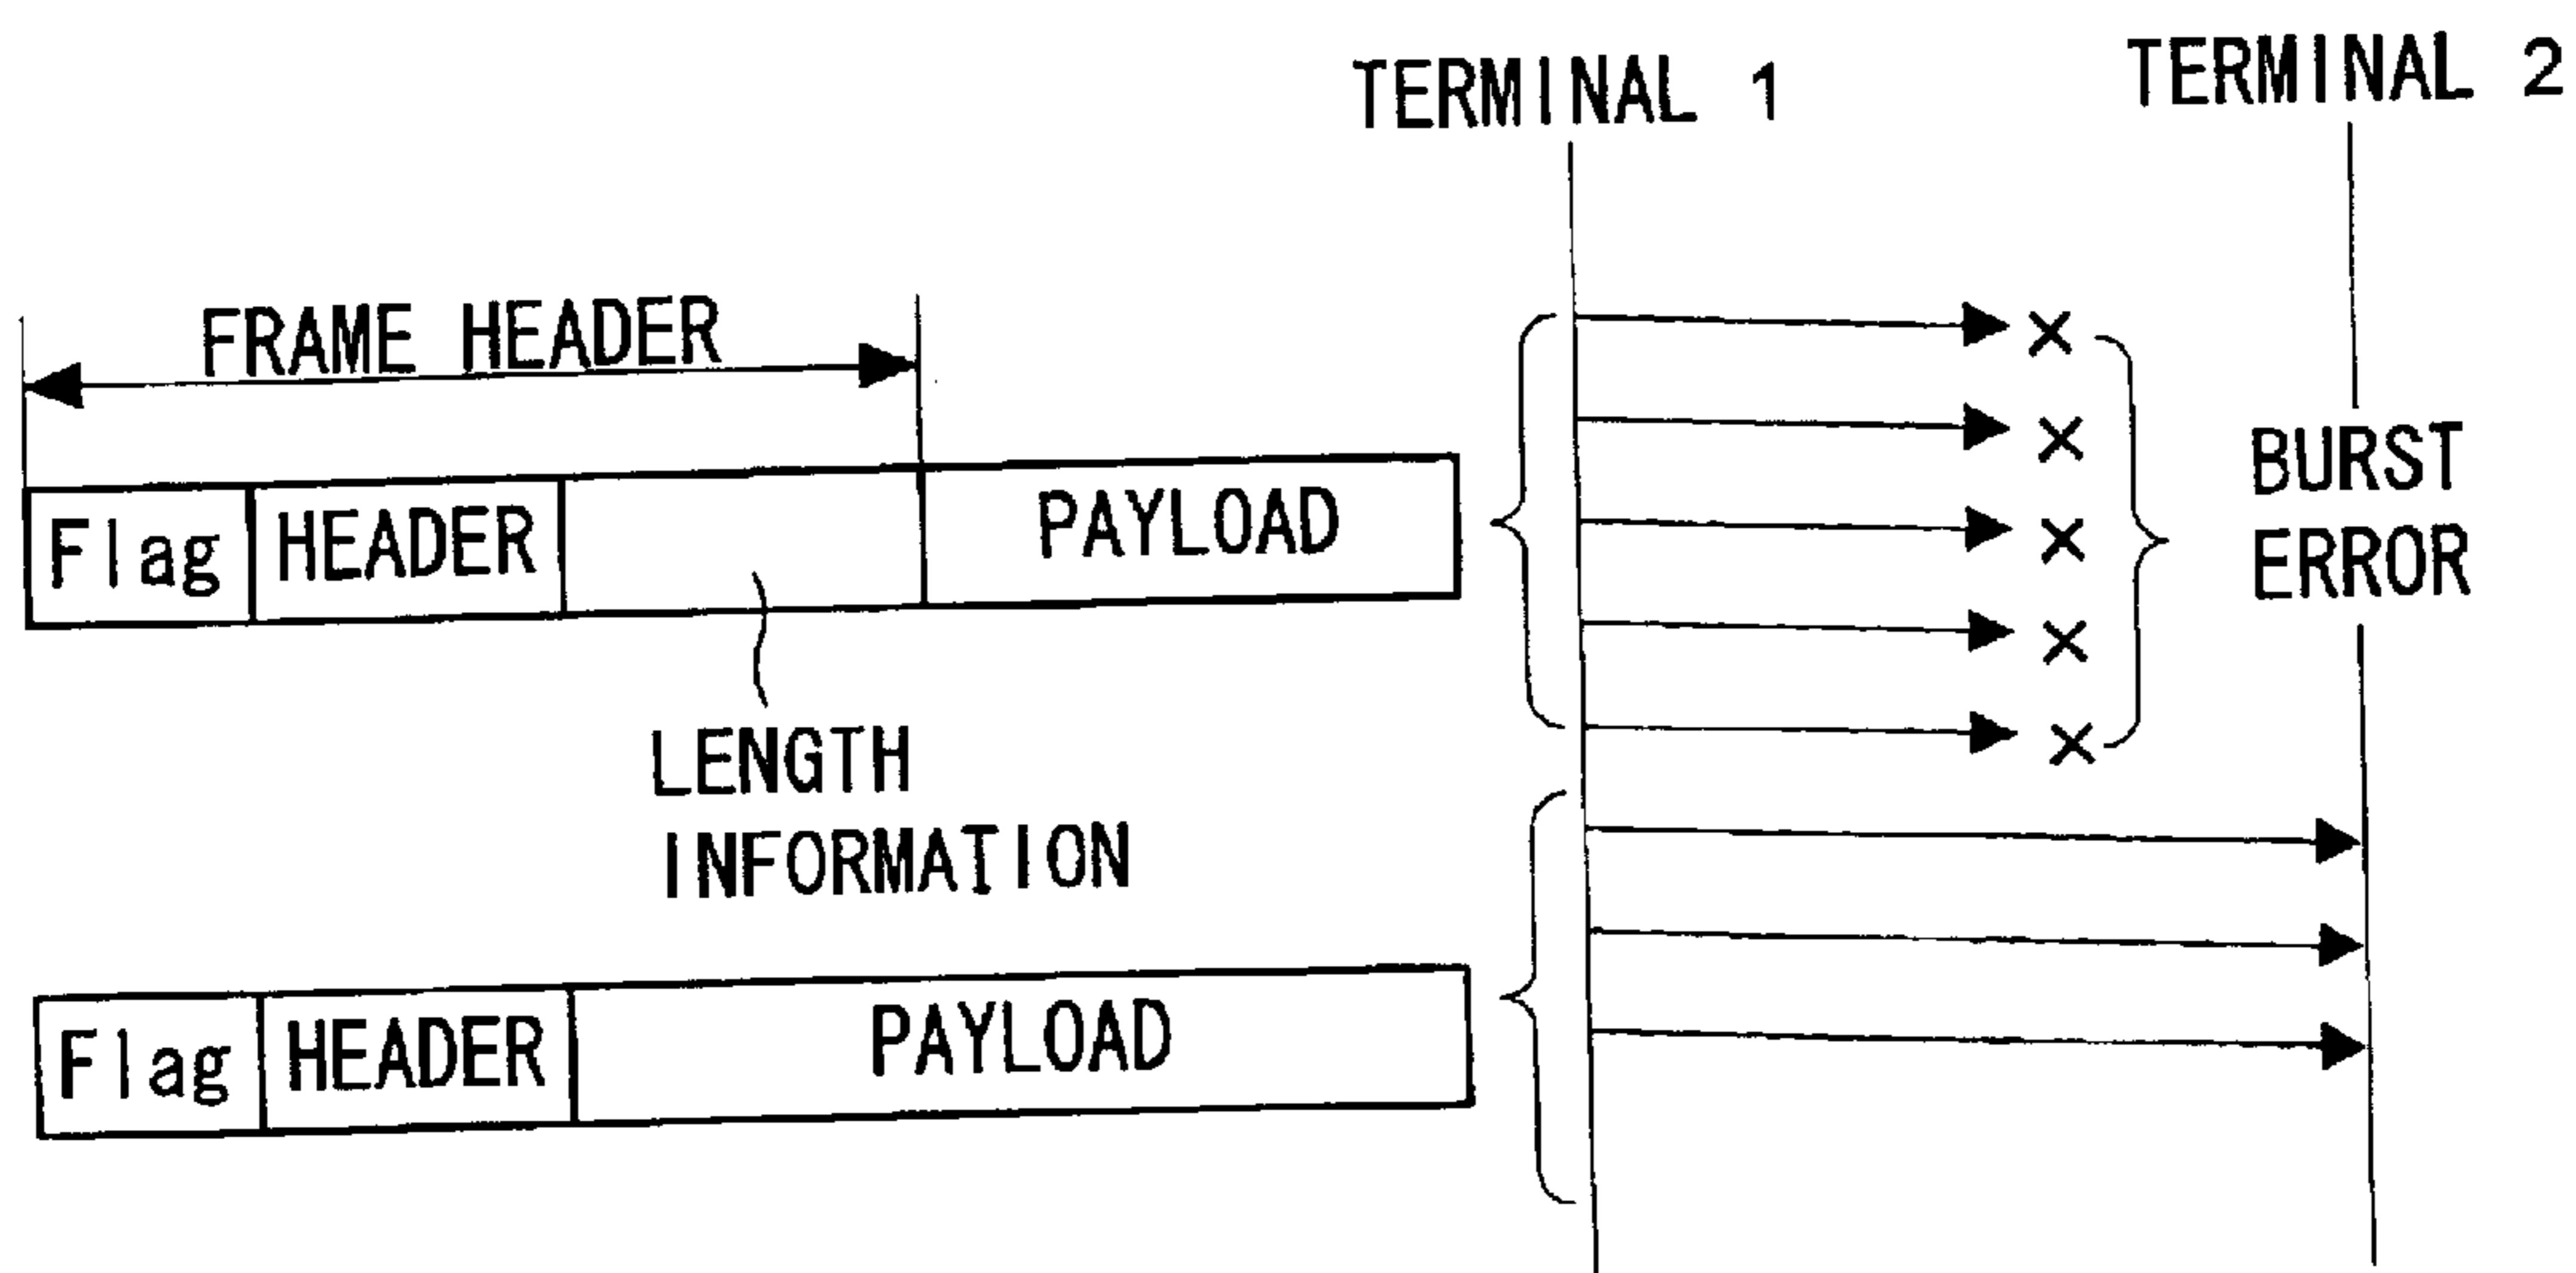 TERMINAL 1
TERMINAL 2
FRAME HEADER
Flag HEADER PAYLOAD
BURST
ERROR
LENGTH
INFORMATION
Flag HEADER PAYLOAD